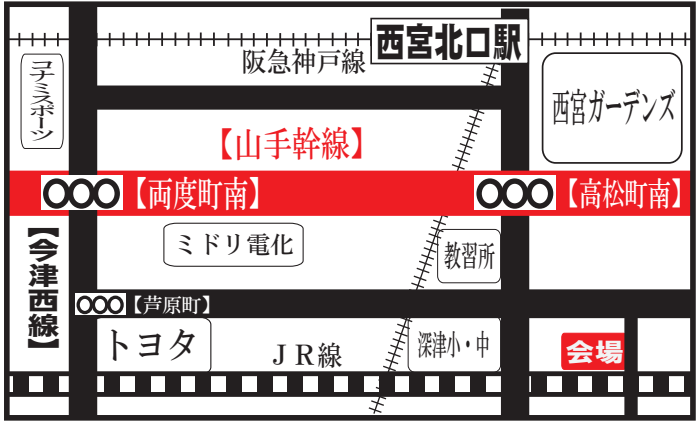 西宮北口駅
阪急神戸線
コナミスポーツ
西宮ガーデンズ
【山手幹線】
【両度町南】
【高松町南】
ミドリ電化
教習所
【今津西線】
【芦原町】
トヨタ
JR線
深津小・中
会場